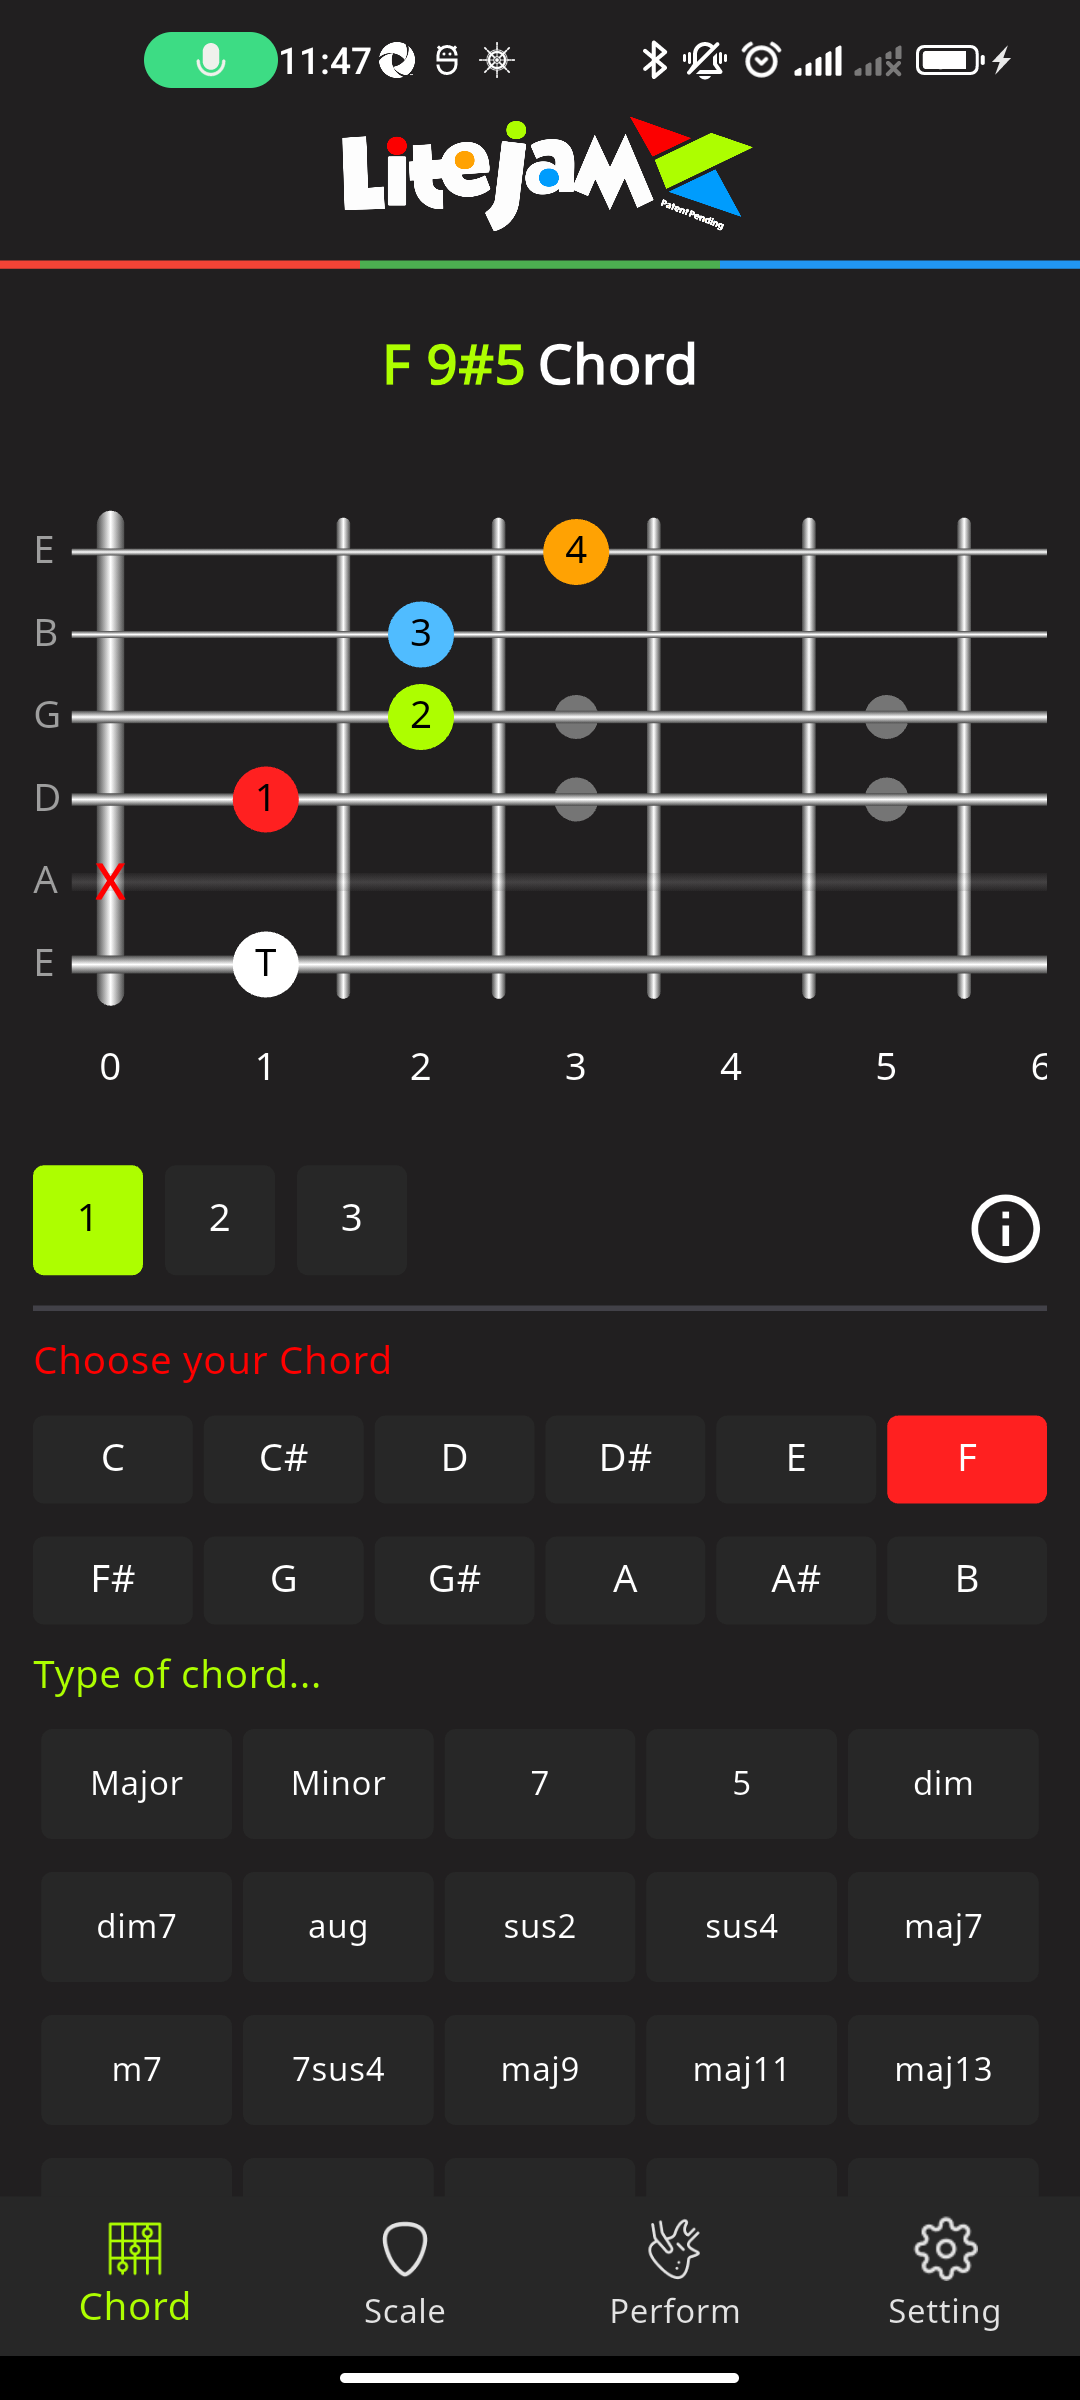 11:47
Litejam
Patent Pending
F 9#5 Chord
E 4
B 3
G 2
D 1
A X
E T
0 1 2 3 4 5 6
1 2 3
Choose your Chord
C C# D D# E F
F# G G# A A# B
Type of chord...
Major Minor 7 5 dim
dim7 aug sus2 sus4 maj7
m7 7sus4 maj9 maj11 maj13
Chord Scale Perform Setting